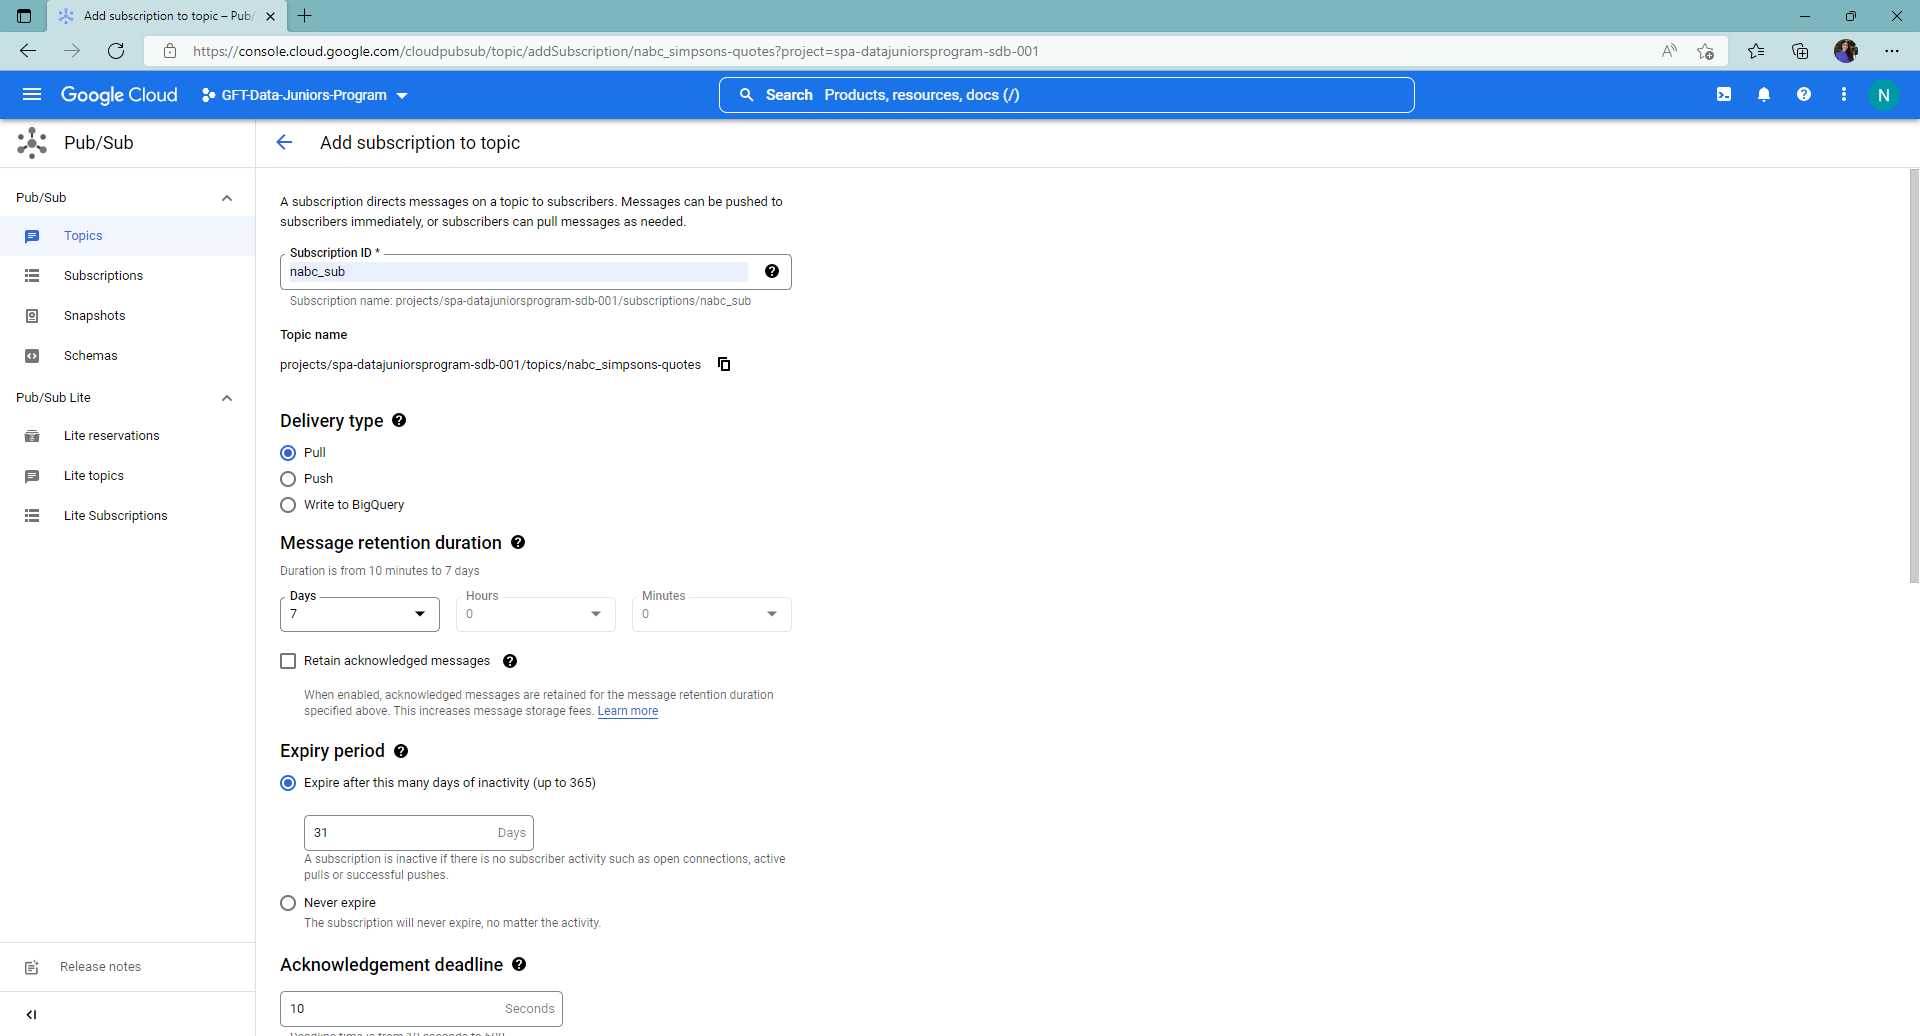 Add subscription to topic – Pub/
https://console.cloud.google.com/cloudpubsub/topic/addSubscription/nabc_simpsons-quotes?project=spa-datajuniorsprogram-sdb-001
Google Cloud
GFT-Data-Juniors-Program
Search Products, resources, docs (/)
N
Pub/Sub
Add subscription to topic
Pub/Sub
Topics
Subscriptions
Snapshots
Schemas
Pub/Sub Lite
Lite reservations
Lite topics
Lite Subscriptions
Release notes
A subscription directs messages on a topic to subscribers. Messages can be pushed to
subscribers immediately, or subscribers can pull messages as needed.
Subscription ID *
nabc_sub
Subscription name: projects/spa-datajuniorsprogram-sdb-001/subscriptions/nabc_sub
Topic name
projects/spa-datajuniorsprogram-sdb-001/topics/nabc_simpsons-quotes
Delivery type
Pull
Push
Write to BigQuery
Message retention duration
Duration is from 10 minutes to 7 days
Days Hours Minutes
7 0 0
Retain acknowledged messages
When enabled, acknowledged messages are retained for the message retention duration
specified above. This increases message storage fees. Learn more
Expiry period
Expire after this many days of inactivity (up to 365)
31 Days
A subscription is inactive if there is no subscriber activity such as open connections, active
pulls or successful pushes.
Never expire
The subscription will never expire, no matter the activity.
Acknowledgement deadline
10 Seconds
Deadline time is from 10 seconds to 600